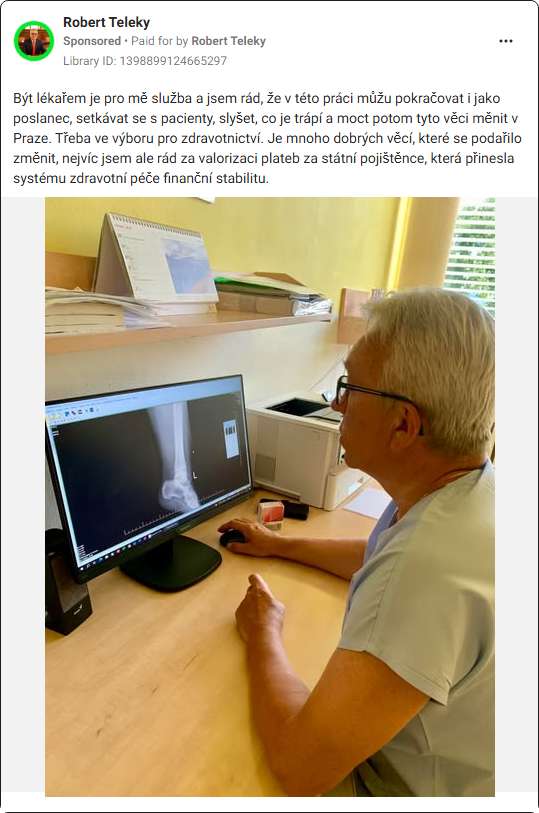 Robert Teleky
Sponsored • Paid for by Robert Teleky
Library ID: 1398899124665297
Být lékařem je pro mě služba a jsem rád, že v této práci můžu pokračovat i jako
poslanec, setkávat se s pacienty, slyšet, co je trápí a moct potom tyto věci měnit v
Praze. Třeba ve výboru pro zdravotnictví. Je mnoho dobrých věcí, které se podařilo
změnit, nejvíc jsem ale rád za valorizaci plateb za státní pojištěnce, která přinesla
systému zdravotní péče finanční stabilitu.
L